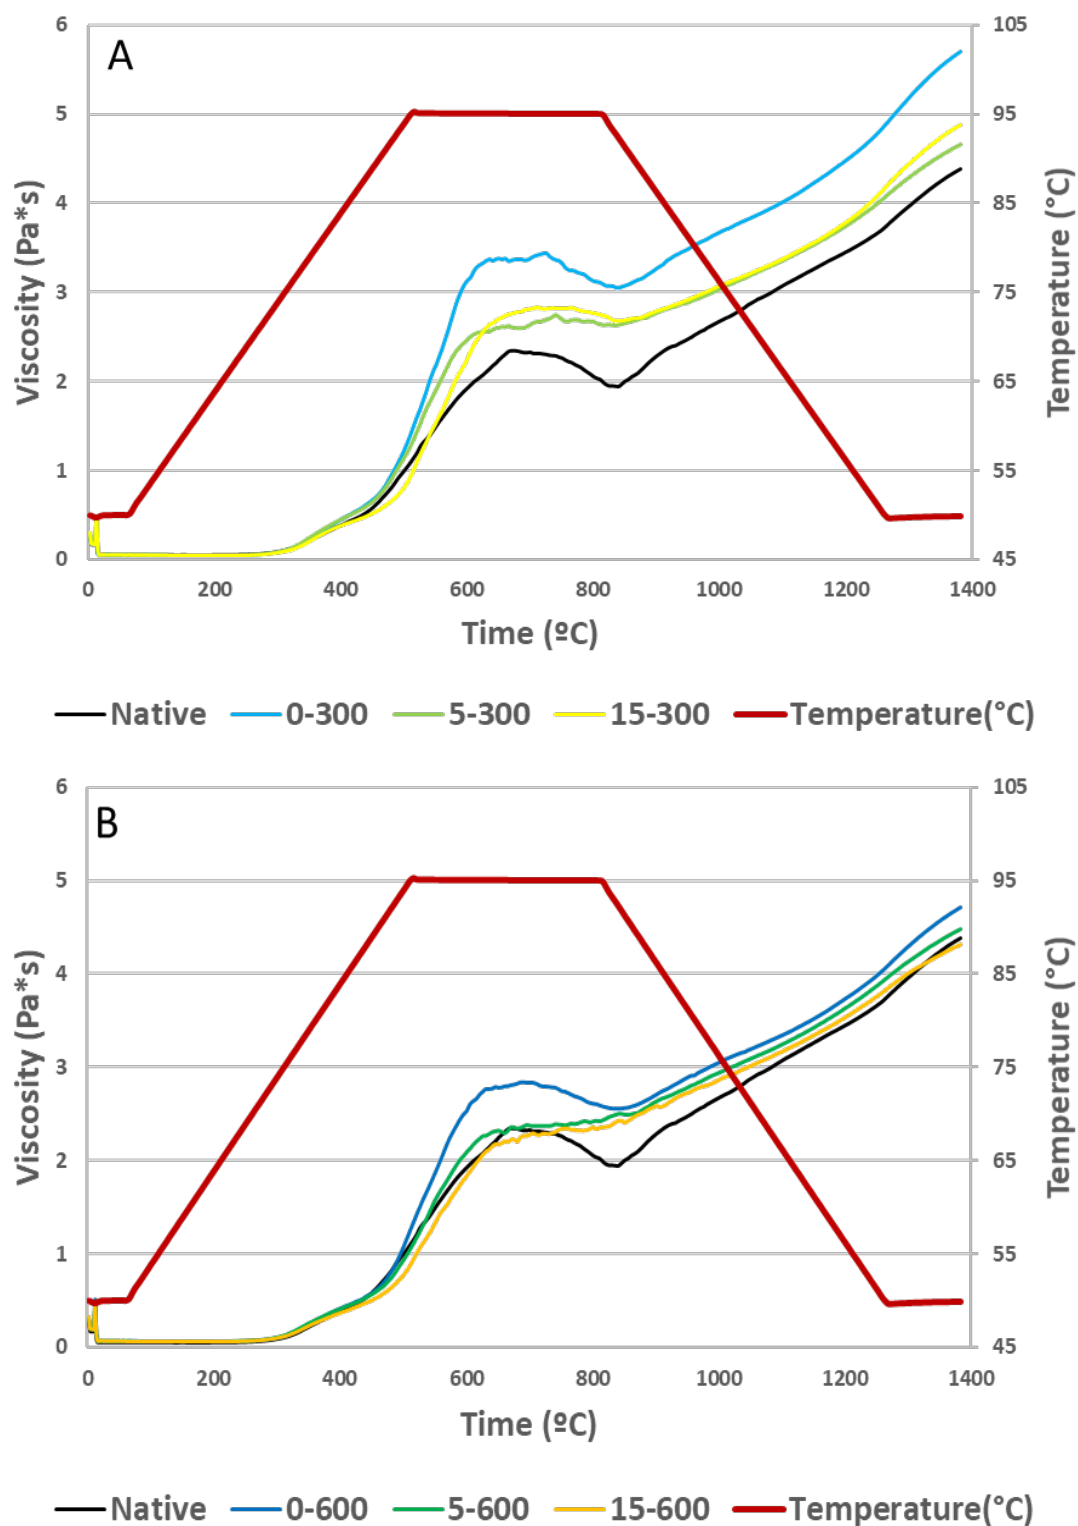 A
6 105
5 95
4 85
3 75
2 65
1 55
0 45
Viscosity (Pa*s)
Temperature (°C)
0 200 400 600 800 1000 1200 1400
Time (ºC)
Native 0-300 5-300 15-300 Temperature(°C)
B
6 105
5 95
4 85
3 75
2 65
1 55
0 45
Viscosity (Pa*s)
Temperature (°C)
0 200 400 600 800 1000 1200 1400
Time (ºC)
Native 0-600 5-600 15-600 Temperature(°C)